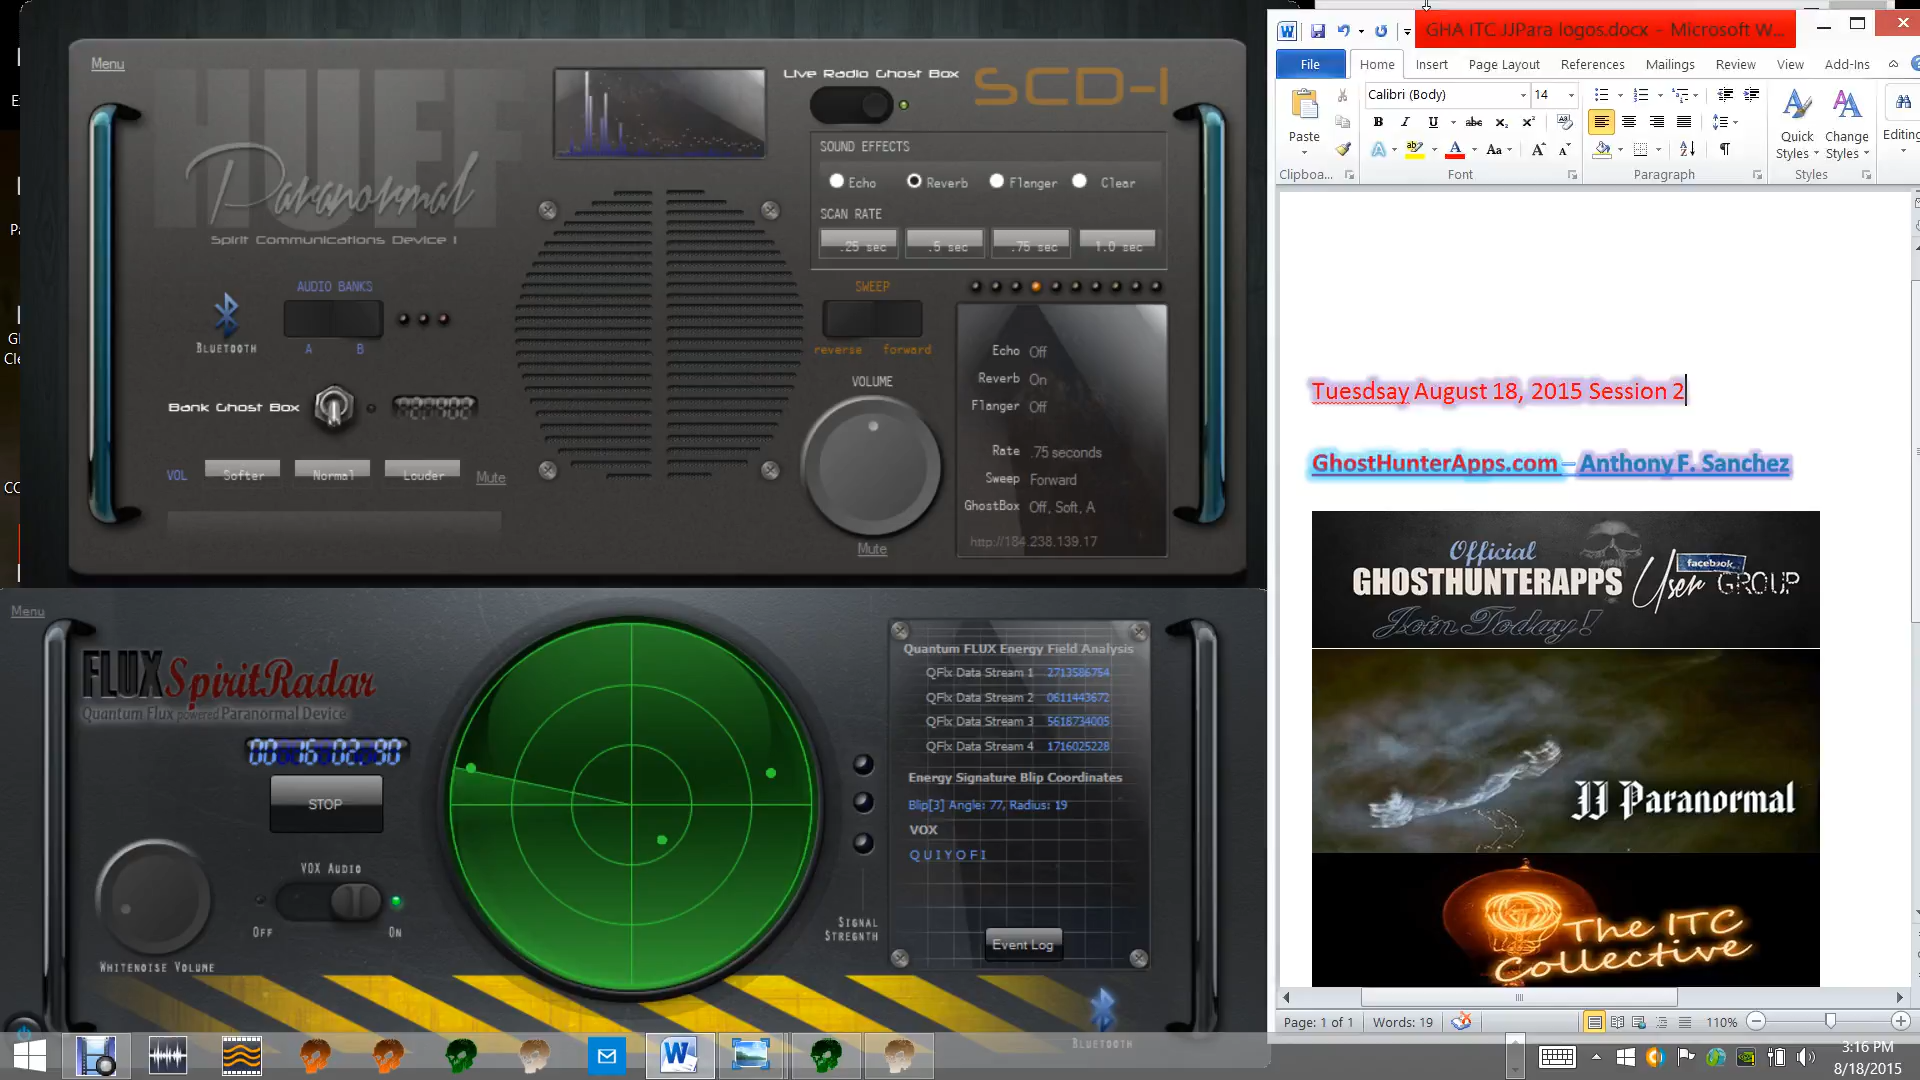 Menu
HUFF
Paranormal
Spirit Communications Device 1
Live Radio Ghost Box
SCD-1
SOUND EFFECTS
Echo Reverb Flanger Clear
SCAN RATE
.25 sec .5 sec .75 sec 1.0 sec
AUDIO BANKS
BLUETOOTH
A B
SWEEP
reverse forward
Bank Ghost Box
VOLUME
VOL Softer Normal Louder Mute
Mute
Echo Off
Reverb On
Flanger Off
Rate .75 seconds
Sweep Forward
GhostBox Off, Soft, A
http://184.238.139.17
Menu
FLUX SpiritRadar
Quantum Flux powered Paranormal Device
00:16:02.90
STOP
VOX AUDIO
OFF ON
WHITENOISE VOLUME
SIGNAL
STREGNTH
Quantum FLUX Energy Field Analysis
QFlx Data Stream 1 2713586754
QFlx Data Stream 2 0611443672
QFlx Data Stream 3 5618734005
QFlx Data Stream 4 1716025228
Energy Signature Blip Coordinates
Blip[3] Angle: 77, Radius: 19
VOX
QUIYOFI
Event Log
BLUETOOTH
GHA ITC JJPara logos.docx - Microsoft W...
File Home Insert Page Layout References Mailings Review View Add-Ins
Calibri (Body) 14
Paste
Quick Styles
Change Styles
Editing
Clipboa... Font Paragraph Styles
Tuesdsay August 18, 2015 Session 2
GhostHunterApps.com – Anthony F. Sanchez
Official
GHOSTHUNTERAPPS User facebook GROUP
Join Today!
JJ Paranormal
The ITC
Collective
Page: 1 of 1 Words: 19 110%
3:16 PM
8/18/2015